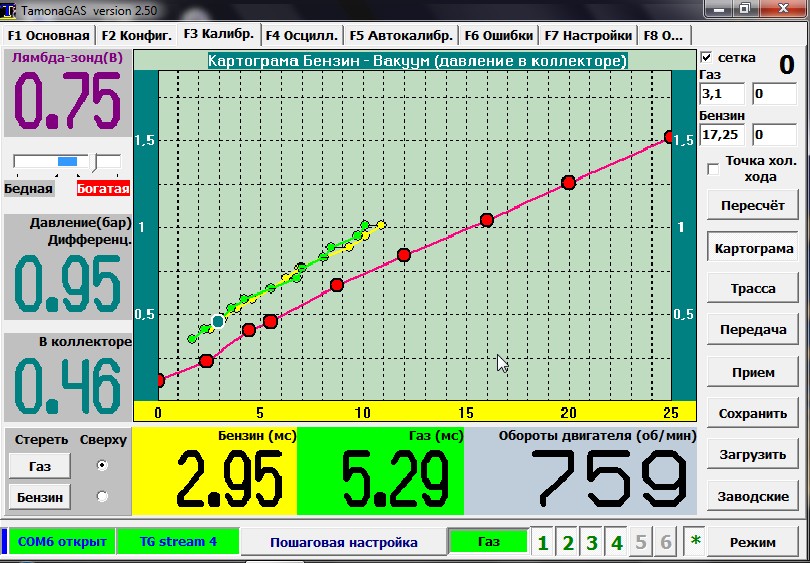 TamonaGAS version 2.50
F1 Основная F2 Конфиг. F3 Калибр. F4 Осцилл. F5 Автокалибр. F6 Ошибки F7 Настройки F8 О...
Лямбда-зонд(В)
0.75
Бедная Богатая
Давление(бар)
Дифференц.
0.95
В коллекторе
0.46
Стереть Сверху
Газ
Бензин
Картограма Бензин - Вакуум (давление в коллекторе)
1,5 1,5
1 1
0,5 0,5
0 5 10 15 20 25
Бензин (мс)
2.95
Газ (мс)
5.29
Обороты двигателя (об/мин)
759
сетка 0
Газ
3,1 0
Бензин
17,25 0
Точка хол.
хода
Пересчёт
Картограма
Трасса
Передача
Прием
Сохранить
Загрузить
Заводские
COM6 открыт TG stream 4 Пошаговая настройка Газ 1 2 3 4 5 6 * Режим